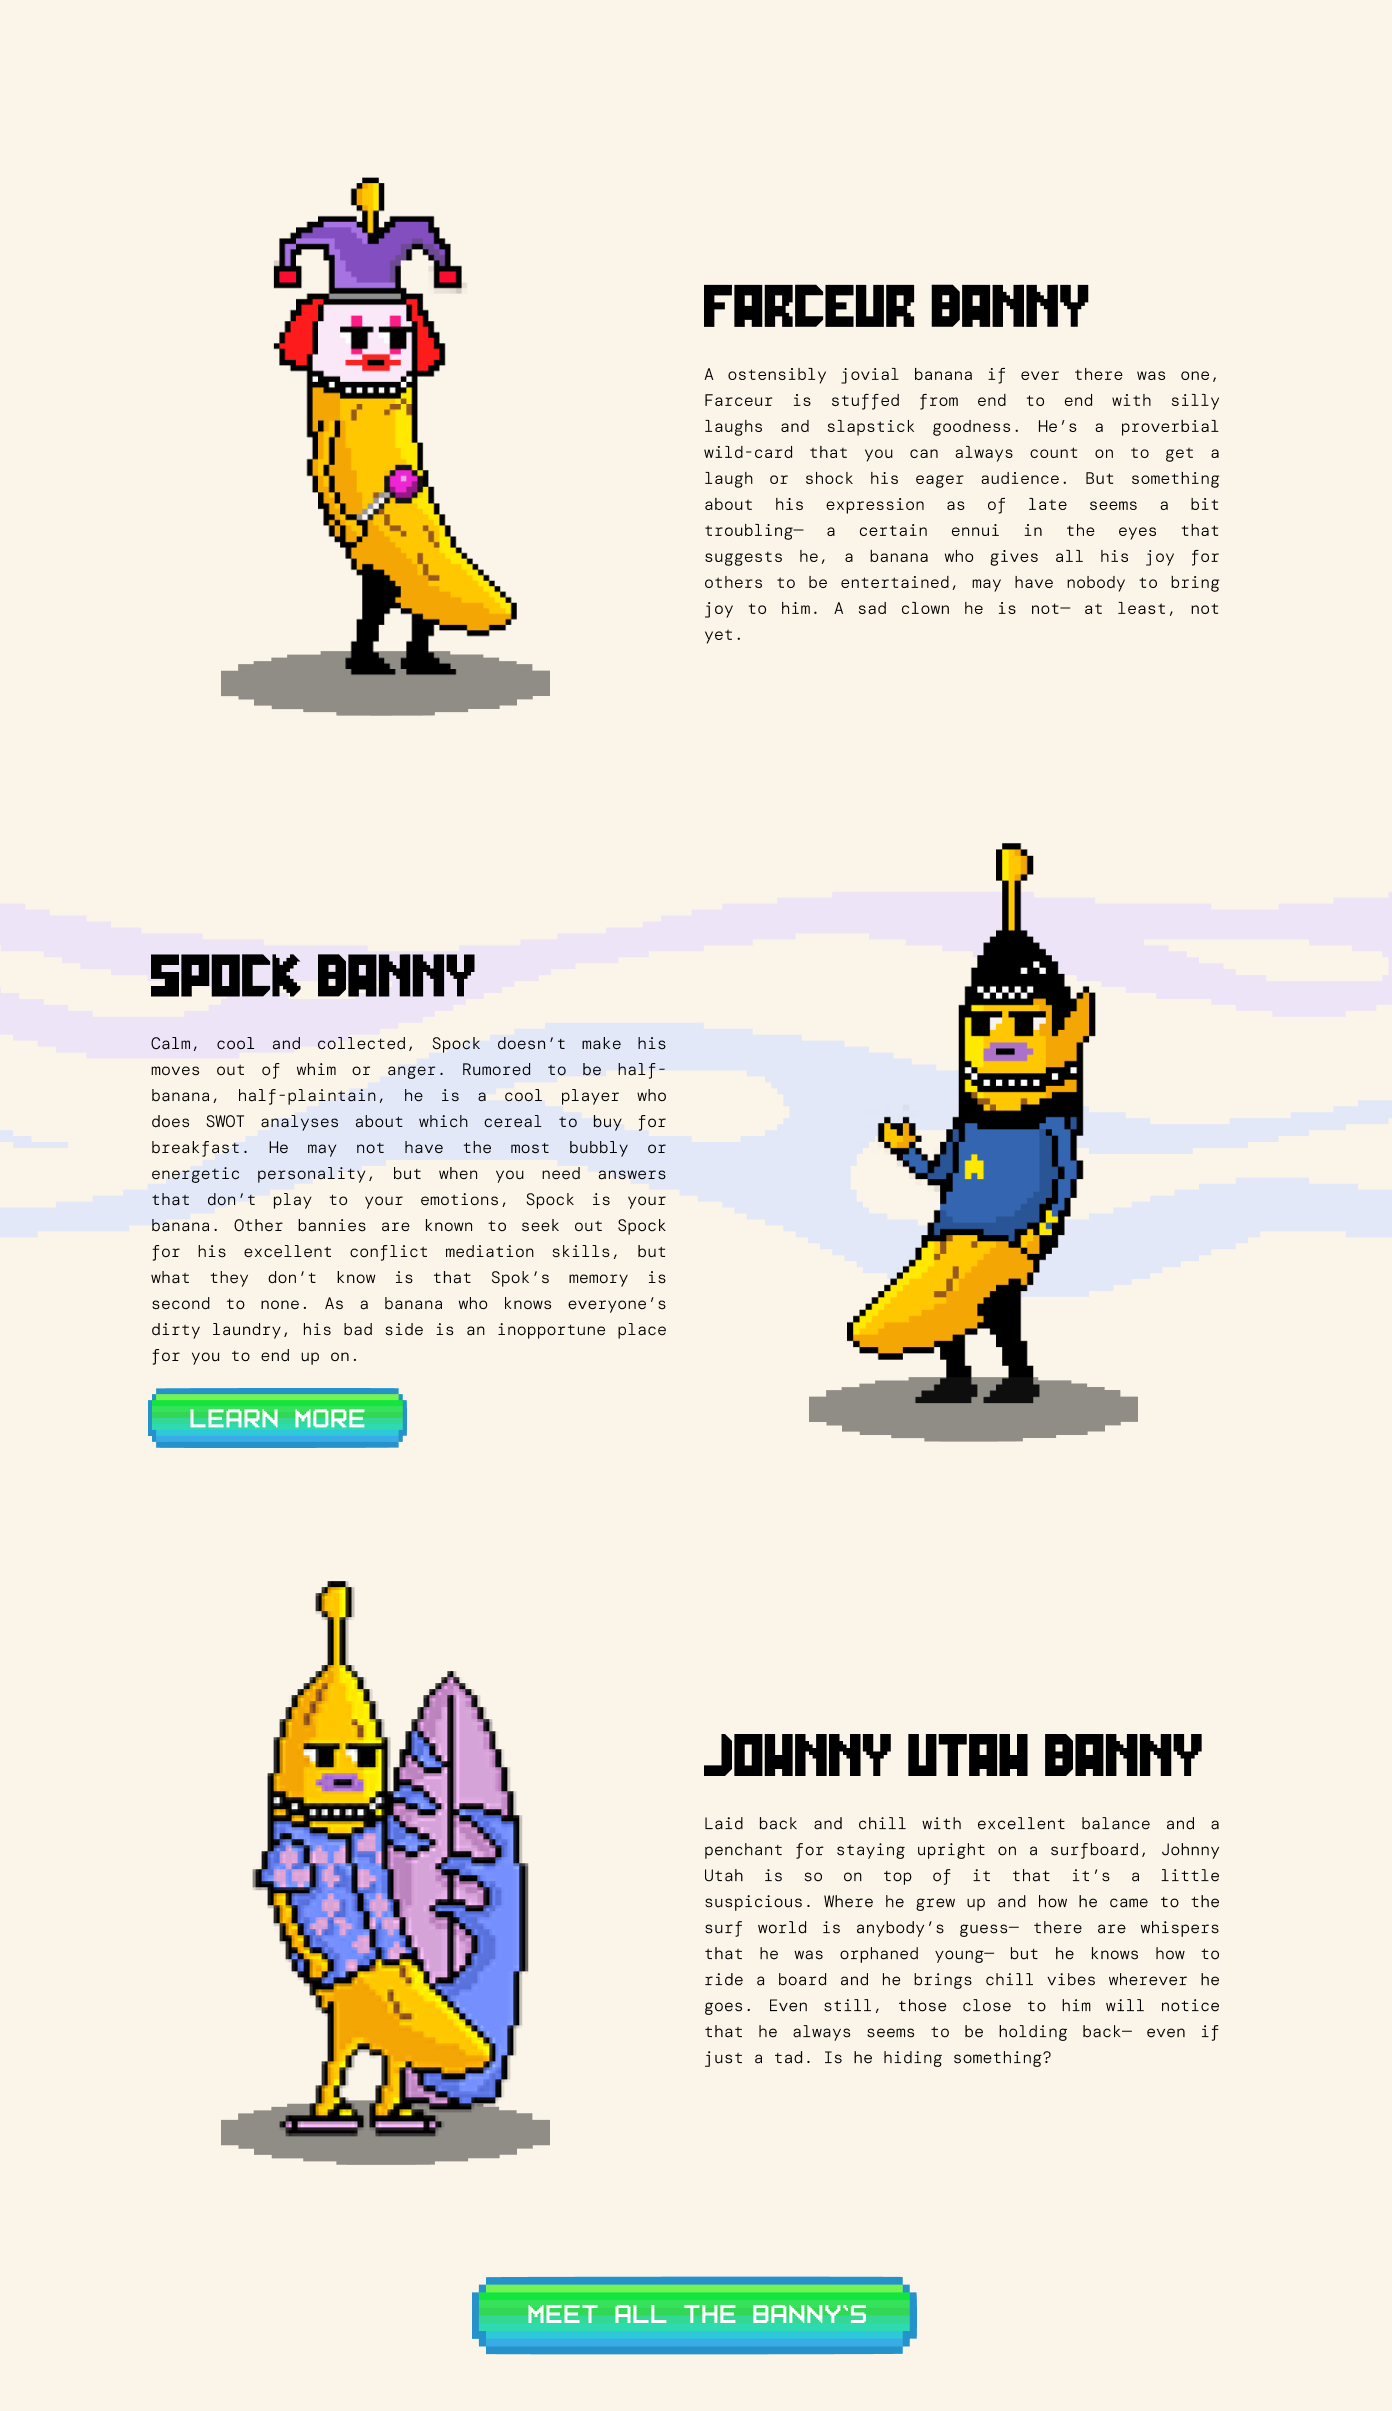 FARCEUR BANNY
A ostensibly jovial banana if ever there was one,
Farceur is stuffed from end to end with silly
laughs and slapstick goodness. He’s a proverbial
wild-card that you can always count on to get a
laugh or shock his eager audience. But something
about his expression as of late seems a bit
troubling— a certain ennui in the eyes that
suggests he, a banana who gives all his joy for
others to be entertained, may have nobody to bring
joy to him. A sad clown he is not— at least, not
yet.
SPOCK BANNY
Calm, cool and collected, Spock doesn’t make his
moves out of whim or anger. Rumored to be half-
banana, half-plaintain, he is a cool player who
does SWOT analyses about which cereal to buy for
breakfast. He may not have the most bubbly or
energetic personality, but when you need answers
that don’t play to your emotions, Spock is your
banana. Other bannies are known to seek out Spock
for his excellent conflict mediation skills, but
what they don’t know is that Spok’s memory is
second to none. As a banana who knows everyone’s
dirty laundry, his bad side is an inopportune place
for you to end up on.
LEARN MORE
JOHNNY UTAH BANNY
Laid back and chill with excellent balance and a
penchant for staying upright on a surfboard, Johnny
Utah is so on top of it that it’s a little
suspicious. Where he grew up and how he came to the
surf world is anybody’s guess— there are whispers
that he was orphaned young— but he knows how to
ride a board and he brings chill vibes wherever he
goes. Even still, those close to him will notice
that he always seems to be holding back— even if
just a tad. Is he hiding something?
MEET ALL THE BANNY`S